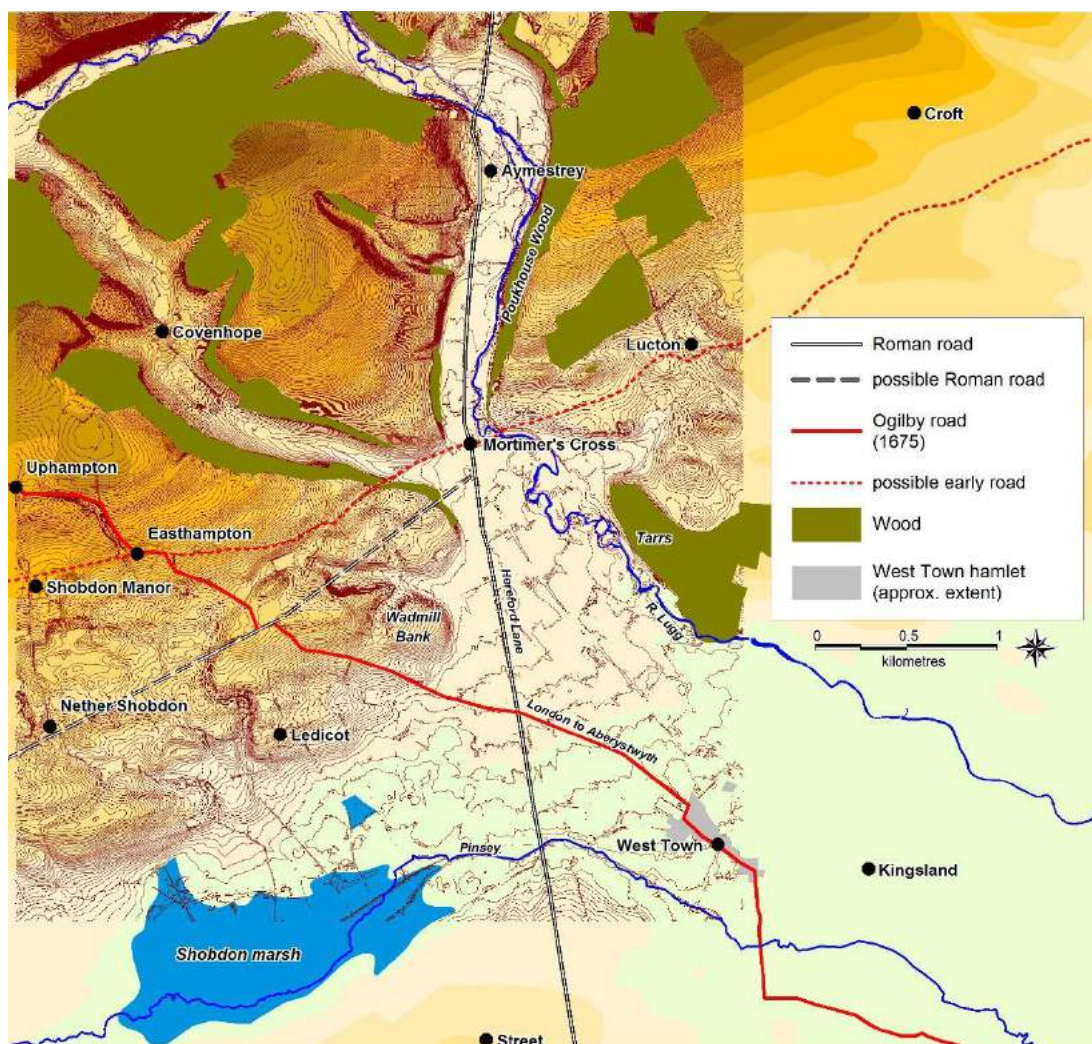 Croft
Aymestrey
Poukhouse Wood
Covenhope
Lucton
Roman road
possible Roman road
Ogilby road
(1675)
possible early road
Wood
West Town hamlet
(approx. extent)
0 0.5 1
kilometres
Mortimer's Cross
Uphampton
Easthampton
Shobdon Manor
Tarrs
Hereford Lane
R. Lugg
Wadmill
Bank
Nether Shobdon
Ledicot
London to Aberystwyth
West Town
Pinsey
Kingsland
Shobdon marsh
Street